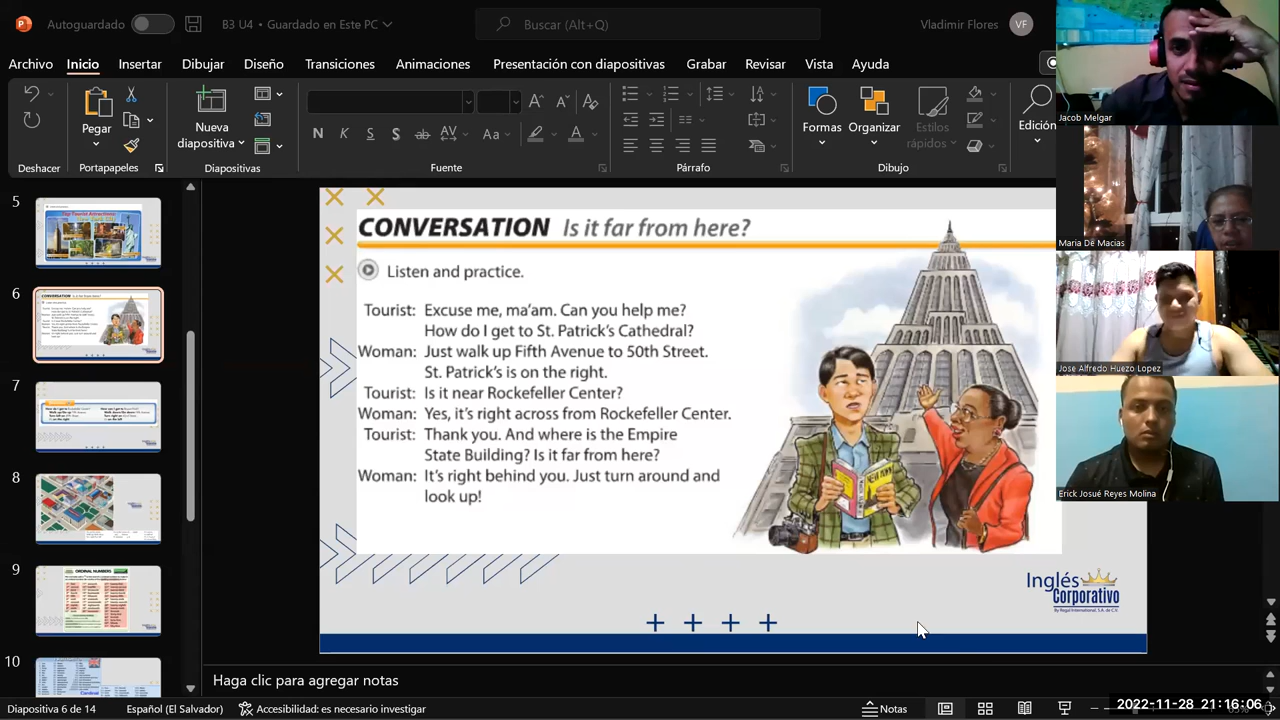 Autoguardado
B3 U4 • Guardado en Este PC
Buscar (Alt+Q)
Vladimir Flores
VF
Archivo Inicio Insertar Dibujar Diseño Transiciones Animaciones Presentación con diapositivas Grabar Revisar Vista Ayuda
Pegar
Nueva
diapositiva
N K S S ab AV Aa A
Formas Organizar Estilos
rápidos
Edición
Deshacer Portapapeles Diapositivas Fuente Párrafo Dibujo
Jacob Melgar
Maria De Macias
Jose Alfredo Huezo Lopez
Erick Josué Reyes Molina
5
6
7
8
9
ORDINAL NUMBERS
10
CONVERSATION Is it far from here?
Listen and practice.
Tourist: Excuse me, ma'am. Can you help me?
How do I get to St. Patrick's Cathedral?
Woman: Just walk up Fifth Avenue to 50th Street.
St. Patrick's is on the right.
Tourist: Is it near Rockefeller Center?
Woman: Yes, it's right across from Rockefeller Center.
Tourist: Thank you. And where is the Empire
State Building? Is it far from here?
Woman: It's right behind you. Just turn around and
look up!
Inglés
Corporativo
By Regal International, S.A. de C.V.
Haga clic para agregar notas
Diapositiva 6 de 14
Español (El Salvador)
Accesibilidad: es necesario investigar
Notas
2022-11-28 21:16:06